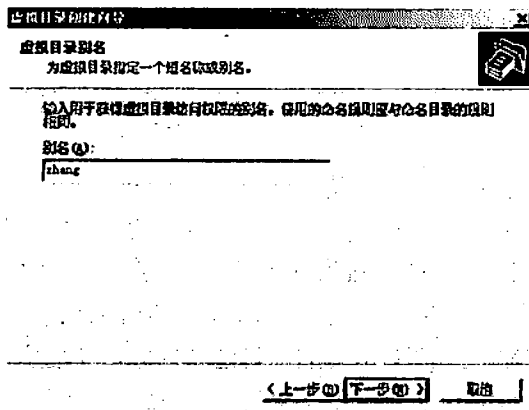 虚拟目录创建向导
虚拟目录别名
为虚拟目录指定一个短名称或别名。
输入用于获得虚拟目录访问权限的别名。使用的命名规则应与命名目录的规则
相同。
别名(A):
zhang
<上一步(B) 下一步(N)> 取消